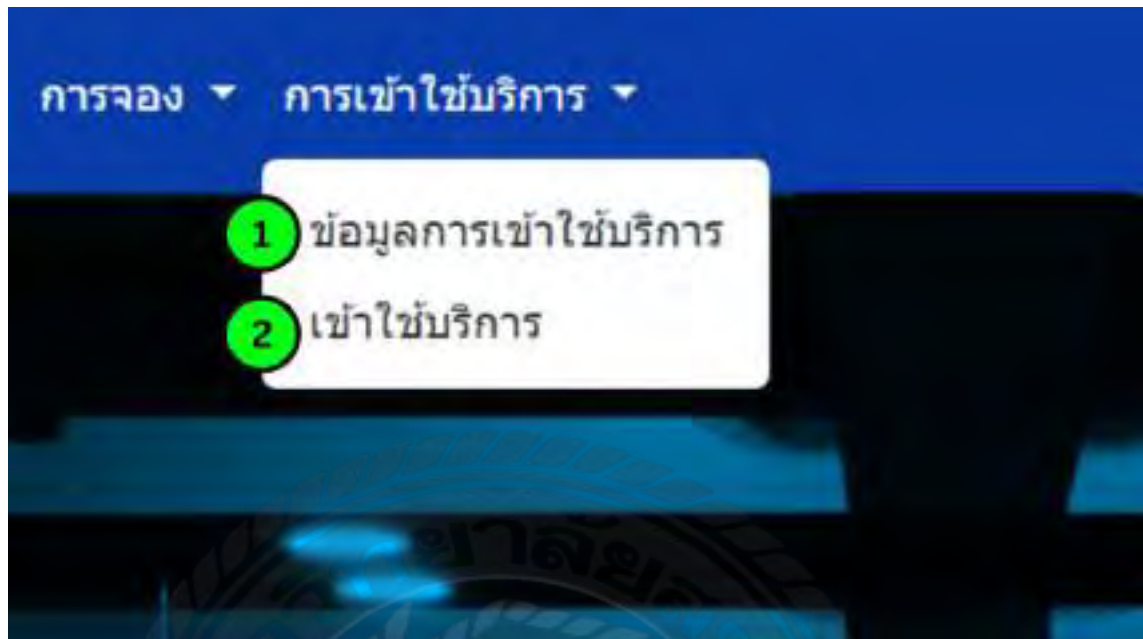 การจอง การเข้าใช้บริการ
1 ข้อมูลการเข้าใช้บริการ
2 เข้าใช้บริการ